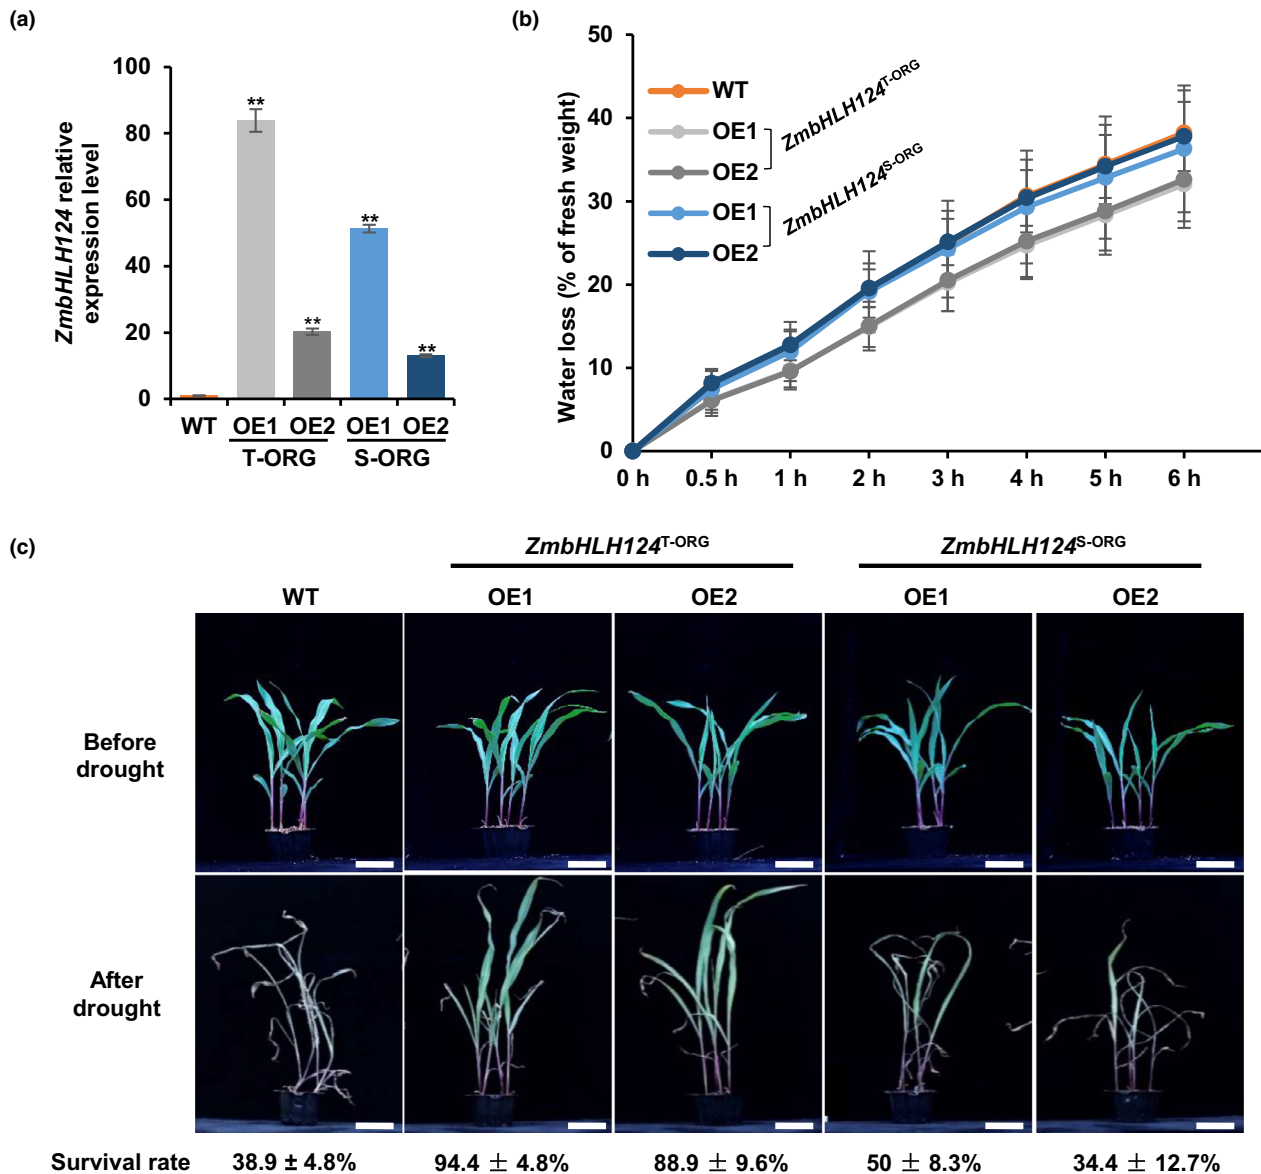 (a)
ZmbHLH124 relative
expression level
100
80
60
40
20
0
**
**
**
**
WT
OE1
OE2
OE1
OE2
T-ORG
S-ORG
(b)
Water loss (% of fresh weight)
50
40
30
20
10
0
WT
OE1
OE2
ZmbHLH124T-ORG
OE1
OE2
ZmbHLH124S-ORG
0 h
0.5 h
1 h
2 h
3 h
4 h
5 h
6 h
(c)
ZmbHLH124T-ORG
ZmbHLH124S-ORG
WT
OE1
OE2
OE1
OE2
Before
drought
After
drought
Survival rate
38.9 ± 4.8%
94.4 ± 4.8%
88.9 ± 9.6%
50 ± 8.3%
34.4 ± 12.7%